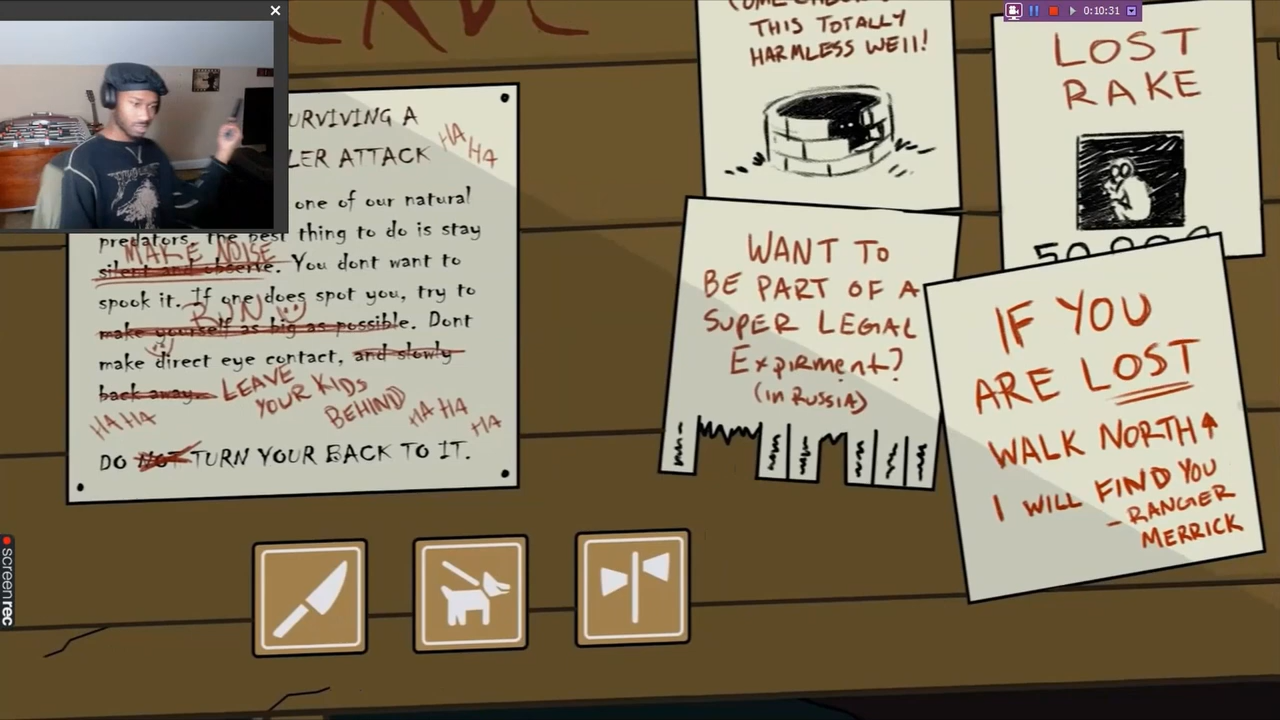 0:10:31
URVIVING A
LER ATTACK
HA
HA
one of our natural
predators, the best thing to do is stay
MAKE NOISE
silent and observe. You dont want to
spook it. If one does spot you, try to
RUN
make yourself as big as possible. Dont
make direct eye contact, and slowly
back away. LEAVE
YOUR KIDS
BEHIND
HA HA
HA HA
HA
DO NOT TURN YOUR BACK TO IT.
THIS TOTALLY
HARMLESS WELL!
LOST
RAKE
50,000
WANT TO
BE PART OF A
SUPER LEGAL
Expirment?
(in RUSSIA)
IF YOU
ARE LOST
WALK NORTH
I WILL FIND YOU
- RANGER
MERRICK
screenrec